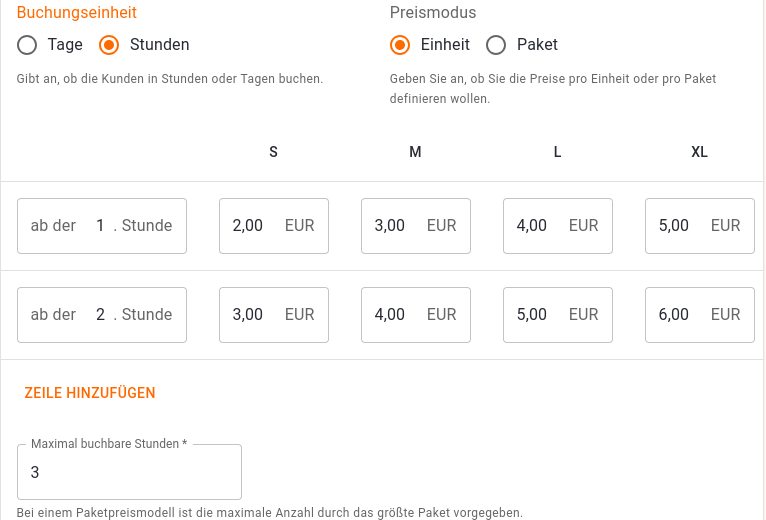 Buchungseinheit
Tage Stunden
Gibt an, ob die Kunden in Stunden oder Tagen buchen.
Preismodus
Einheit Paket
Geben Sie an, ob Sie die Preise pro Einheit oder pro Paket
definieren wollen.
S M L XL
ab der 1 . Stunde 2,00 EUR 3,00 EUR 4,00 EUR 5,00 EUR
ab der 2 . Stunde 3,00 EUR 4,00 EUR 5,00 EUR 6,00 EUR
ZEILE HINZUFÜGEN
Maximal buchbare Stunden *
3
Bei einem Paketpreismodell ist die maximale Anzahl durch das größte Paket vorgegeben.